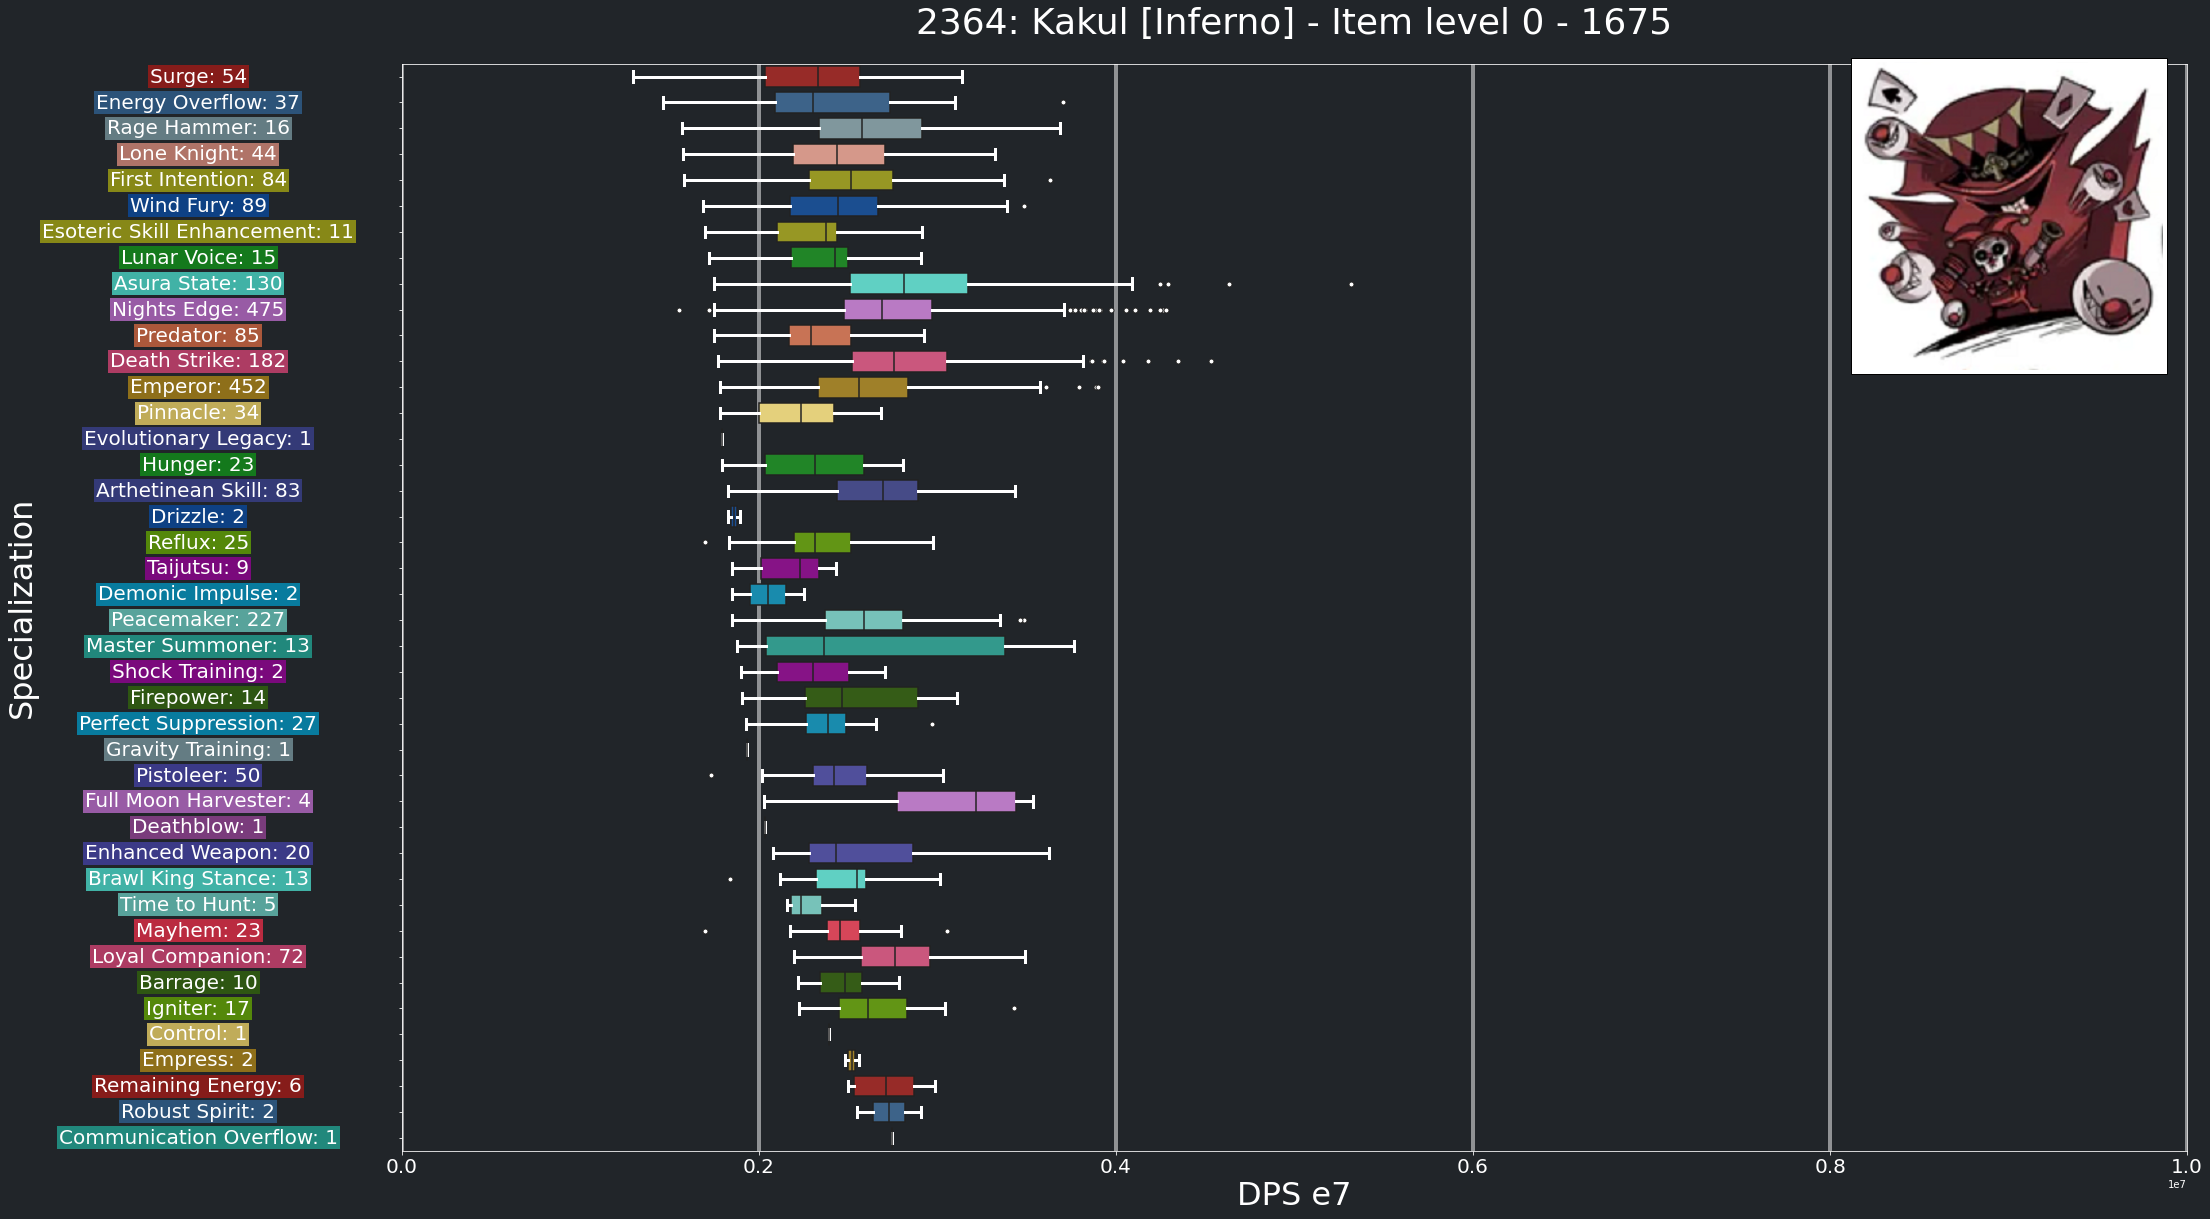 2364: Kakul [Inferno] - Item level 0 - 1675
Specialization
Surge: 54
Energy Overflow: 37
Rage Hammer: 16
Lone Knight: 44
First Intention: 84
Wind Fury: 89
Esoteric Skill Enhancement: 11
Lunar Voice: 15
Asura State: 130
Nights Edge: 475
Predator: 85
Death Strike: 182
Emperor: 452
Pinnacle: 34
Evolutionary Legacy: 1
Hunger: 23
Arthetinean Skill: 83
Drizzle: 2
Reflux: 25
Taijutsu: 9
Demonic Impulse: 2
Peacemaker: 227
Master Summoner: 13
Shock Training: 2
Firepower: 14
Perfect Suppression: 27
Gravity Training: 1
Pistoleer: 50
Full Moon Harvester: 4
Deathblow: 1
Enhanced Weapon: 20
Brawl King Stance: 13
Time to Hunt: 5
Mayhem: 23
Loyal Companion: 72
Barrage: 10
Igniter: 17
Control: 1
Empress: 2
Remaining Energy: 6
Robust Spirit: 2
Communication Overflow: 1
0.0 0.2 0.4 0.6 0.8 1.0
1e7
DPS e7